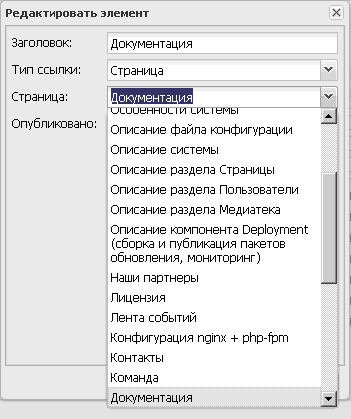 Редактировать элемент
Заголовок:
Документация
Тип ссылки:
Страница
Страница:
Документация
Опубликовано:
Особенности системы
Описание файла конфигурации
Описание системы
Описание раздела Страницы
Описание раздела Пользователи
Описание раздела Медиатека
Описание компонента Deployment
(сборка и публикация пакетов
обновления, мониторинг)
Наши партнеры
Лицензия
Лента событий
Конфигурация nginx + php-fpm
Контакты
Команда
Документация